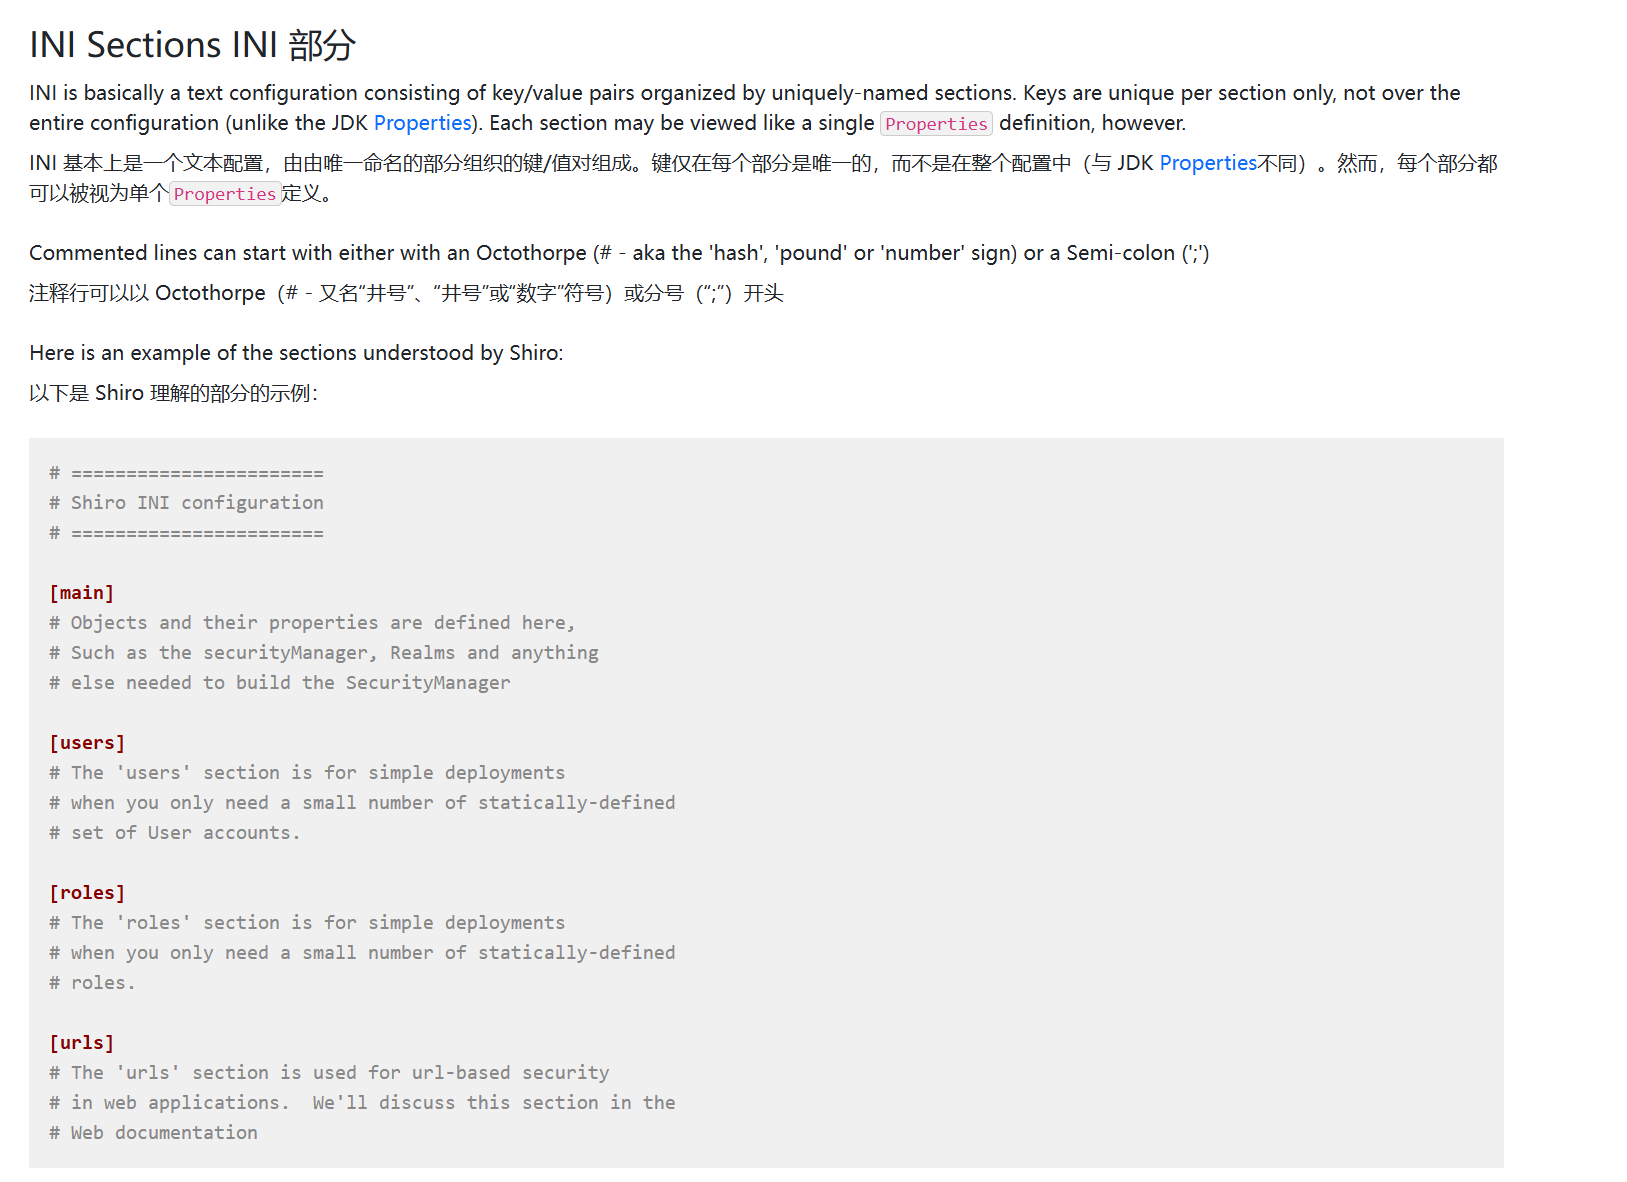 INI Sections INI 部分
INI is basically a text configuration consisting of key/value pairs organized by uniquely-named sections. Keys are unique per section only, not over the
entire configuration (unlike the JDK Properties). Each section may be viewed like a single Properties definition, however.
INI 基本上是一个文本配置，由由唯一命名的部分组织的键/值对组成。键仅在每个部分是唯一的，而不是在整个配置中（与 JDK Properties不同）。然而，每个部分都
可以被视为单个Properties定义。
Commented lines can start with either with an Octothorpe (# - aka the 'hash', 'pound' or 'number' sign) or a Semi-colon (';')
注释行可以以 Octothorpe（# - 又名“井号”、“井号”或“数字”符号）或分号（“;”）开头
Here is an example of the sections understood by Shiro:
以下是 Shiro 理解的部分的示例：
# =======================
# Shiro INI configuration
# =======================
[main]
# Objects and their properties are defined here,
# Such as the securityManager, Realms and anything
# else needed to build the SecurityManager
[users]
# The 'users' section is for simple deployments
# when you only need a small number of statically-defined
# set of User accounts.
[roles]
# The 'roles' section is for simple deployments
# when you only need a small number of statically-defined
# roles.
[urls]
# The 'urls' section is used for url-based security
# in web applications.  We'll discuss this section in the
# Web documentation